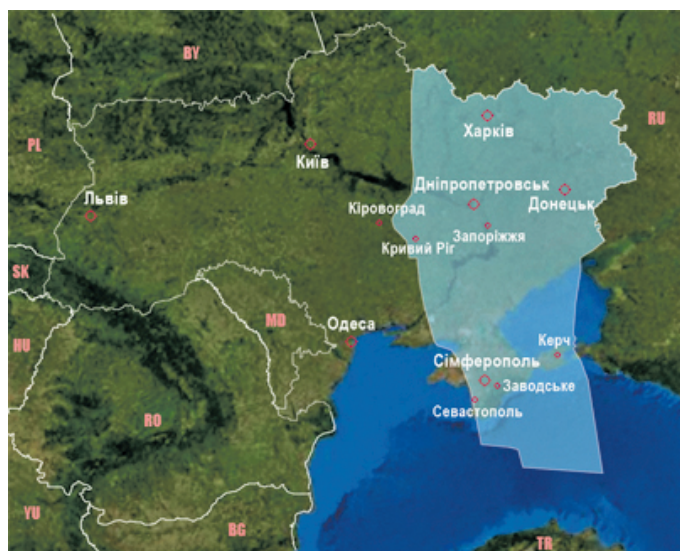 BY
RU
Харків
PL
Київ
Дніпропетровськ
Донецьк
Львів
Кіровоград
Запоріжжя
Кривий Ріг
SK
MD
Одеса
HU
Керч
Сімферополь
Заводське
Севастополь
RO
YU
BG
TR